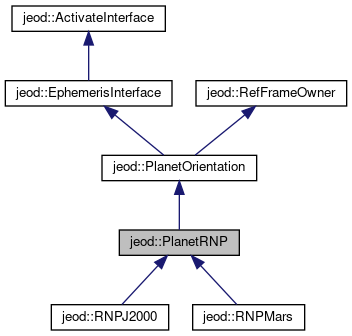 jeod::ActivateInterface
jeod::EphemerisInterface
jeod::RefFrameOwner
jeod::PlanetOrientation
jeod::PlanetRNP
jeod::RNPJ2000
jeod::RNPMars